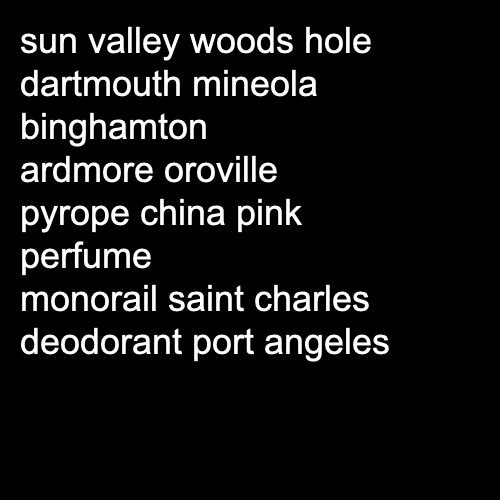 sun valley woods hole
dartmouth mineola
binghamton
ardmore oroville
pyrope china pink
perfume
monorail saint charles
deodorant port angeles